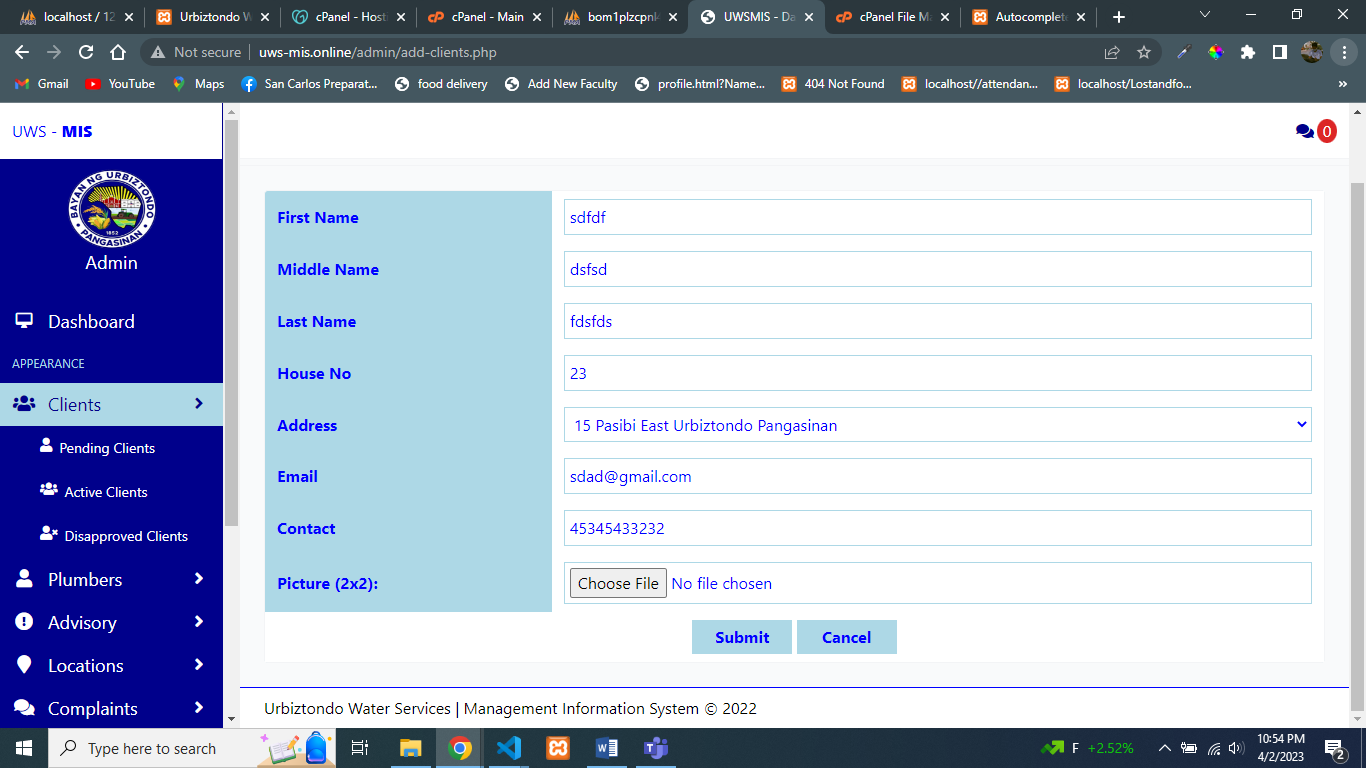 localhost / 12
Urbiztondo W
cPanel - Host
cPanel - Main
bom1plzcpnl
UWSMIS - Da
cPanel File Ma
Autocomplete
Not secure
uws-mis.online/admin/add-clients.php
Gmail
YouTube
Maps
San Carlos Preparat...
food delivery
Add New Faculty
profile.html?Name...
404 Not Found
localhost//attendan...
localhost/Lostandfo...
»
UWS - MIS
0
BAYAN NG URBIZTONDO
1852
PANGASINAN
Admin
Dashboard
APPEARANCE
Clients
Pending Clients
Active Clients
Disapproved Clients
Plumbers
Advisory
Locations
Complaints
First Name
sdfdf
Middle Name
dsfsd
Last Name
fdsfds
House No
23
Address
15 Pasibi East Urbiztondo Pangasinan
Email
sdad@gmail.com
Contact
45345433232
Picture (2x2):
Choose File No file chosen
Submit
Cancel
Urbiztondo Water Services | Management Information System © 2022
Type here to search
F +2.52%
10:54 PM
4/2/2023
2